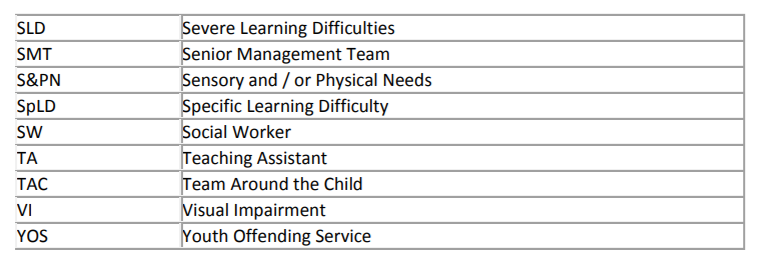 SLD Severe Learning Difficulties
SMT Senior Management Team
S&PN Sensory and / or Physical Needs
SpLD Specific Learning Difficulty
SW Social Worker
TA Teaching Assistant
TAC Team Around the Child
VI Visual Impairment
YOS Youth Offending Service